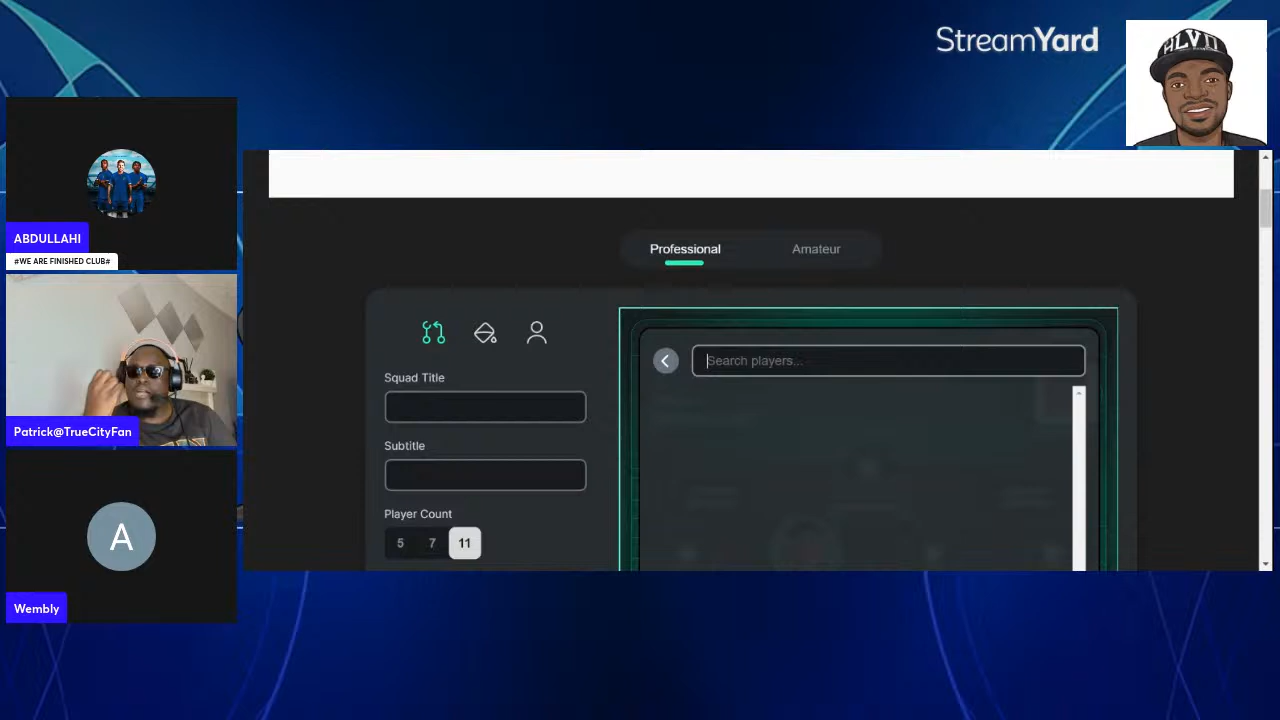 StreamYard
HLVD
ABDULLAHI
#WE ARE FINISHED CLUB#
Patrick@TrueCityFan
A
Wembly
Professional
Amateur
Squad Title
Subtitle
Player Count
5
7
11
Search players...